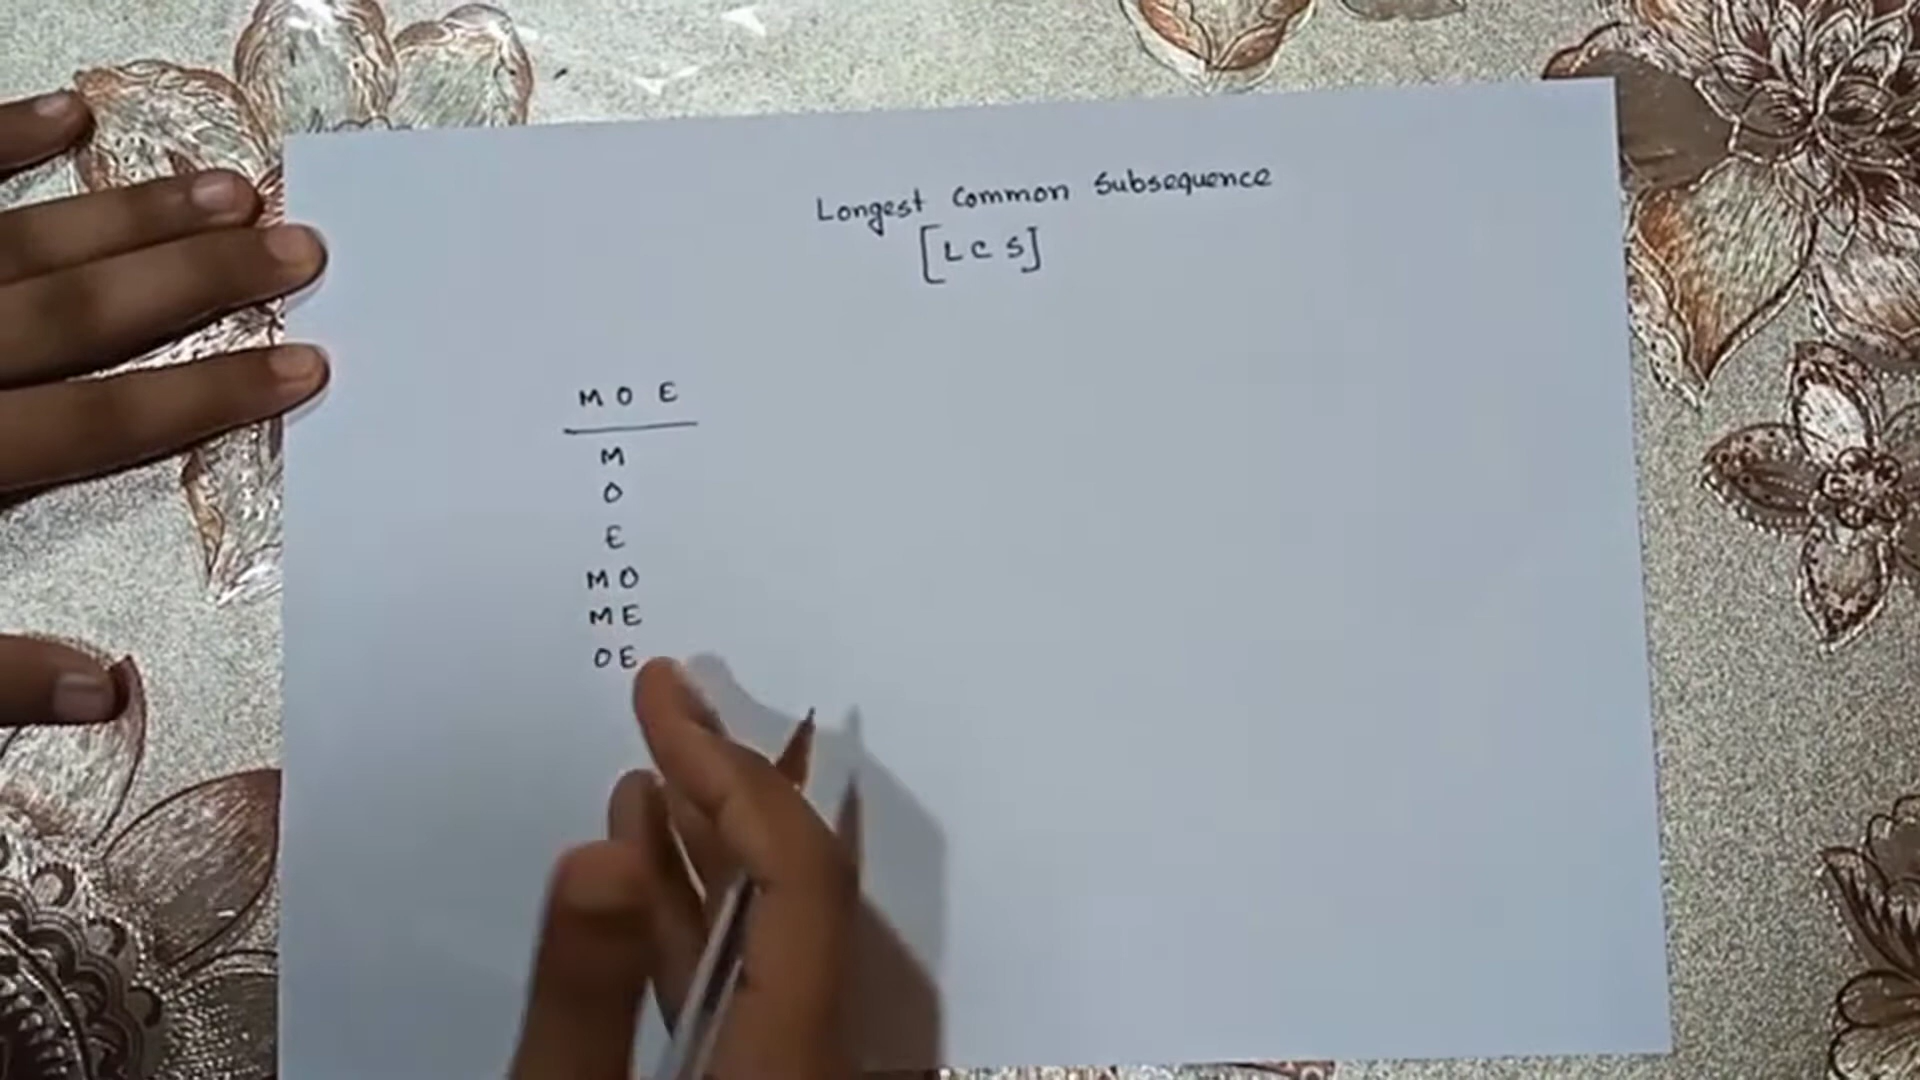 Longest Common Subsequence
[LCS]
M O E
M
O
E
M O
M E
O E